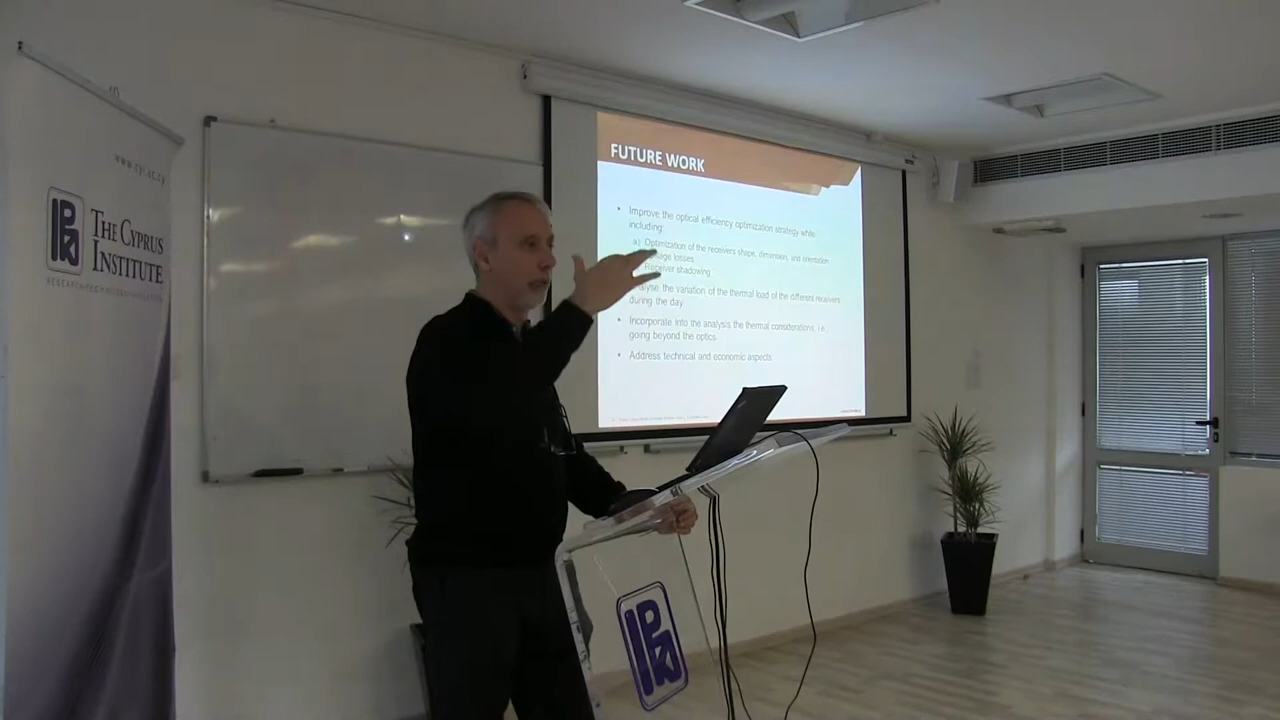 www.cyi.ac.cy
THE CYPRUS
INSTITUTE
FUTURE WORK
• Improve the optical efficiency optimization strategy while
including:
a) Optimization of the receivers shape, dimension, and orientation
losses
Receiver shadowing
the variation of the thermal load of the different receivers
during the day
• Incorporate into the analysis the thermal considerations, i.e.,
going beyond the optics.
• Address technical and economic aspects